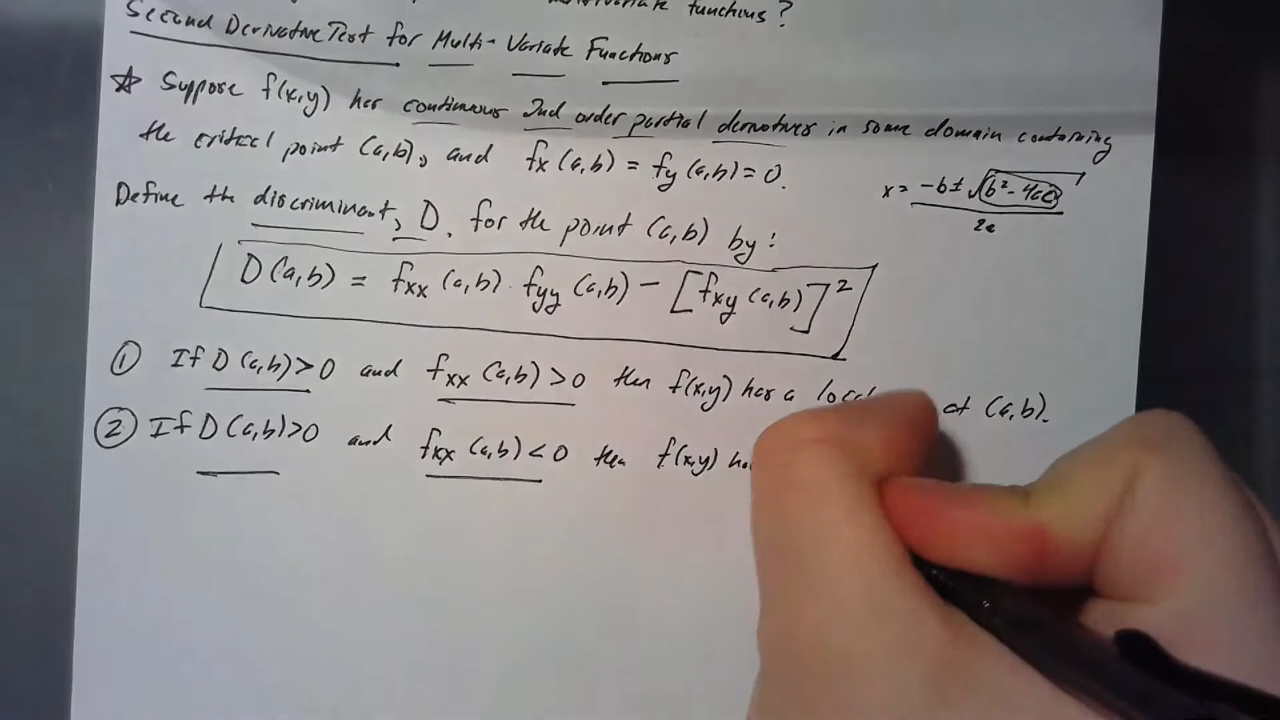 functions?
Second Derivative Test for Multi-Variate Functions
☆ Suppose f(x,y) has continuous 2nd order partial derivatives in some domain containing
the critical point (a,b), and fx (a,b) = fy (a,b) = 0.
x = -b ± √b² - 4ac / 2a
Define the discriminant, D, for the point (a,b) by:
D(a,b) = fxx (a,b) · fyy (a,b) - [fxy (a,b)]²
① If D (a,b) > 0 and fxx (a,b) > 0 then f(x,y) has a at (a,b).
② If D (a,b) > 0 and fxx (a,b) < 0 then f(x,y)